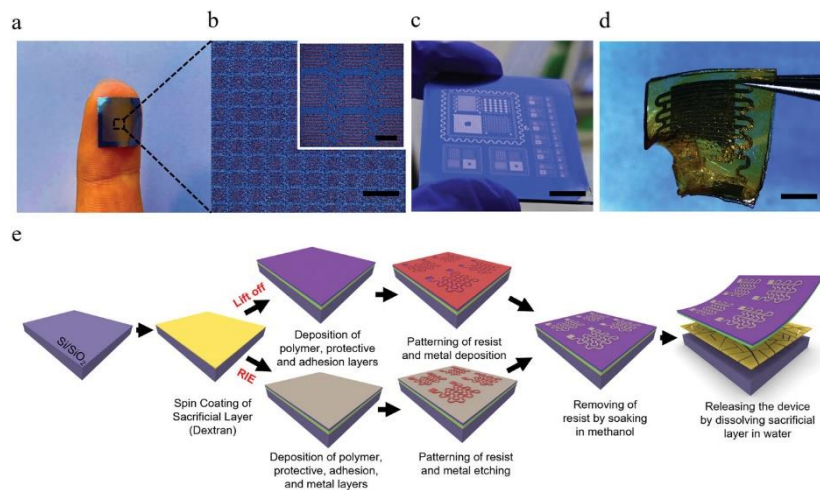 a
b
c
d
e
Si/SiO₂
Spin Coating of
Sacrificial Layer
(Dextran)
Lift off
RIE
Deposition of
polymer, protective
and adhesion layers
Patterning of resist
and metal deposition
Deposition of polymer,
protective, adhesion,
and metal layers
Patterning of resist
and metal etching
Removing of
resist by soaking
in methanol
Releasing the device
by dissolving sacrificial
layer in water